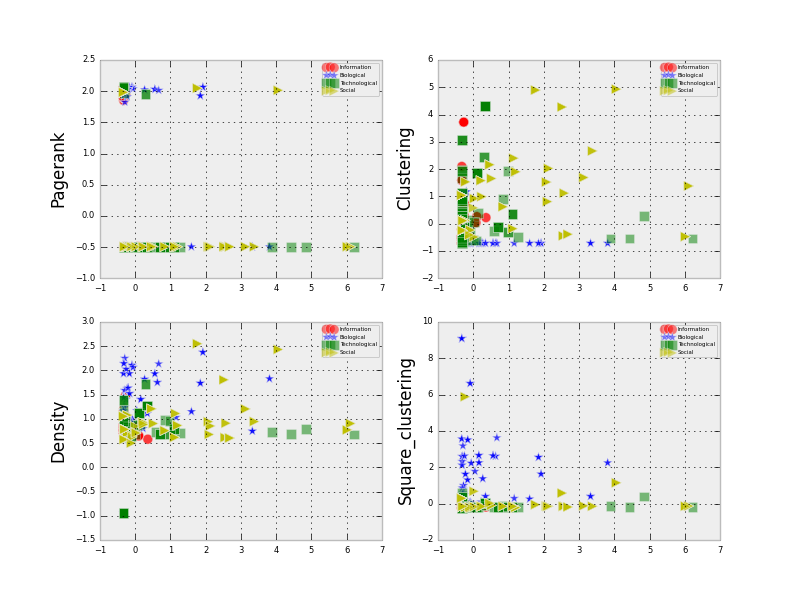 Pagerank
2.5
2.0
1.5
1.0
0.5
0.0
−0.5
−1.0
−1 0 1 2 3 4 5 6 7
Information
Biological
Technological
Social
Clustering
6
5
4
3
2
1
0
−1
−2
−1 0 1 2 3 4 5 6 7
Information
Biological
Technological
Social
Density
3.0
2.5
2.0
1.5
1.0
0.5
0.0
−0.5
−1.0
−1.5
−1 0 1 2 3 4 5 6 7
Information
Biological
Technological
Social
Square_clustering
10
8
6
4
2
0
−2
−1 0 1 2 3 4 5 6 7
Information
Biological
Technological
Social